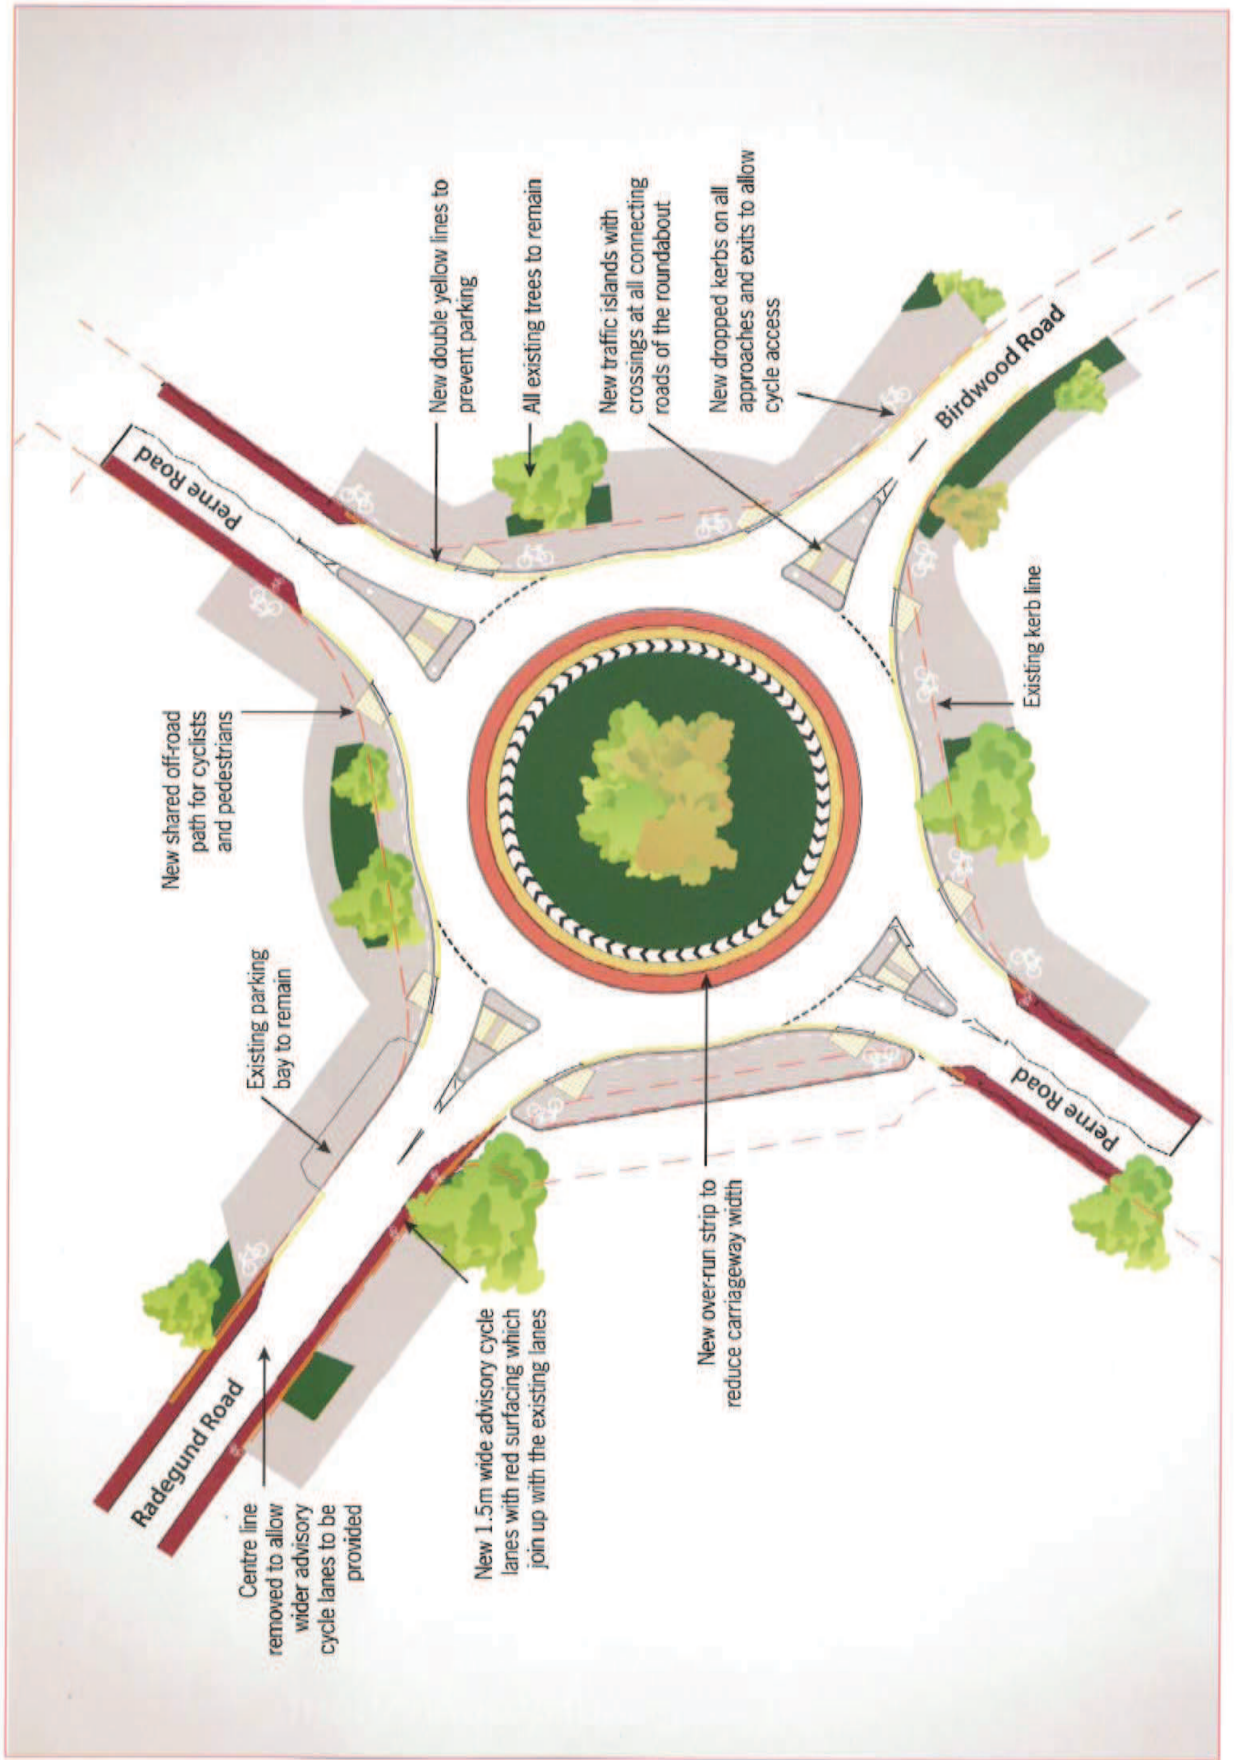 Radegund Road
Centre line
removed to allow
wider advisory
cycle lanes to be
provided
Existing parking
bay to remain
New shared off-road
path for cyclists
and pedestrians
Perne Road
New double yellow lines to
prevent parking
All existing trees to remain
New traffic islands with
crossings at all connecting
roads of the roundabout
New dropped kerbs on all
approaches and exits to allow
cycle access
Birdwood Road
New 1.5m wide advisory cycle
lanes with red surfacing which
join up with the existing lanes
New over-run strip to
reduce carriageway width
Perne Road
Existing kerb line